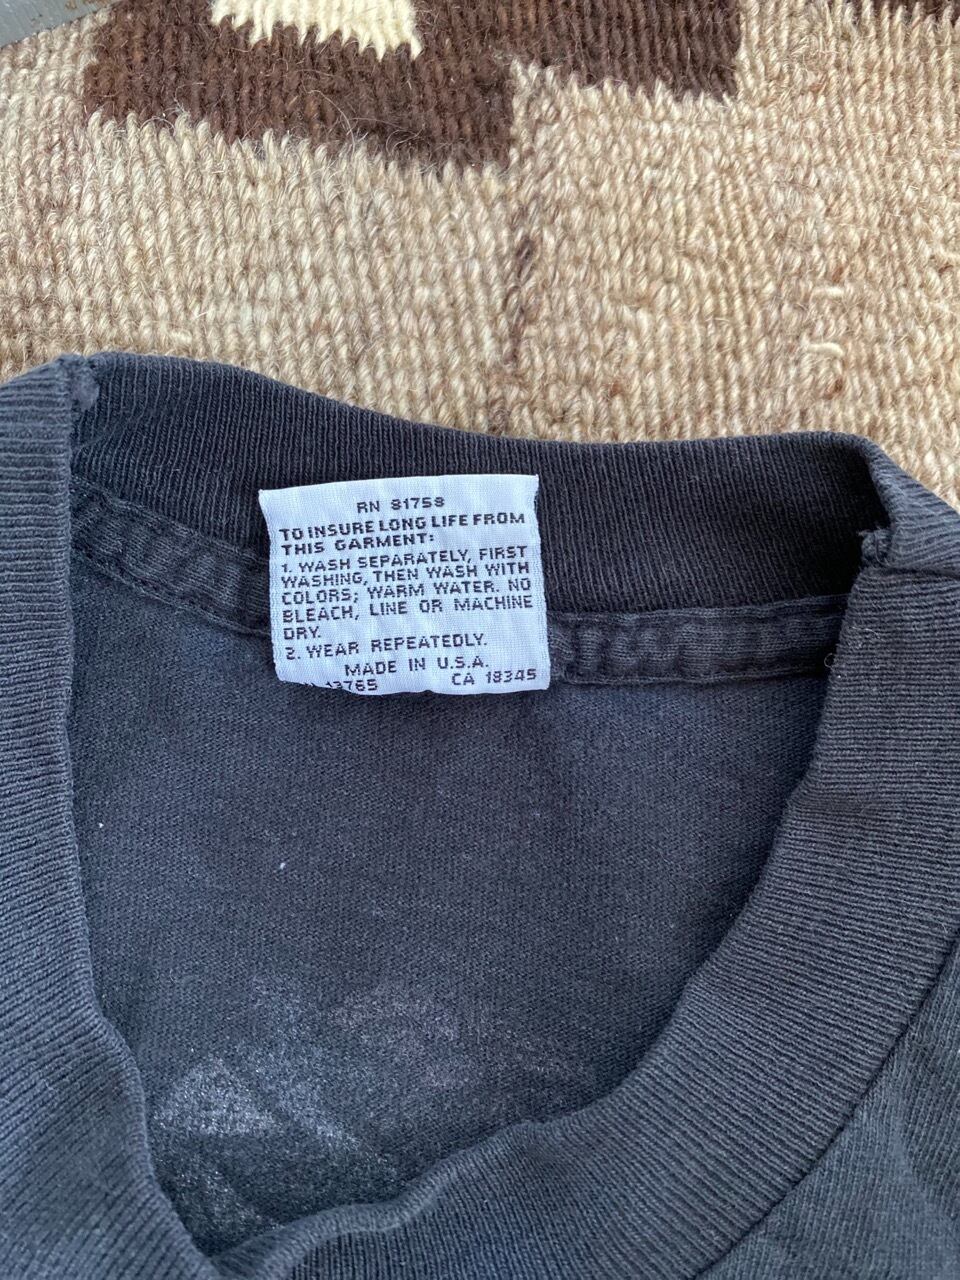 RN 81758
TO INSURE LONG LIFE FROM
THIS GARMENT:
1. WASH SEPARATELY, FIRST
WASHING, THEN WASH WITH
COLORS; WARM WATER. NO
BLEACH, LINE OR MACHINE
DRY.
2. WEAR REPEATEDLY.
MADE IN U.S.A.
13765 CA 18345